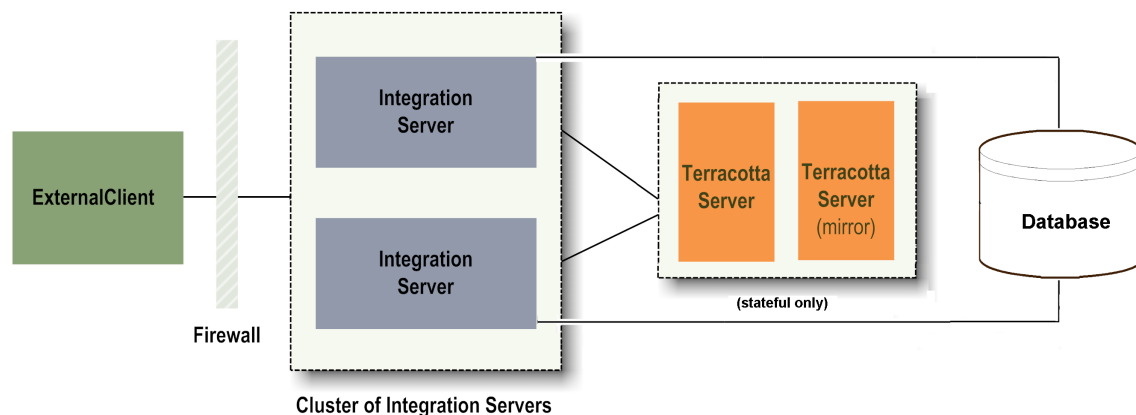 ExternalClient
Firewall
Integration
Server
Integration
Server
Cluster of Integration Servers
Terracotta
Server
Terracotta
Server
(mirror)
(stateful only)
Database